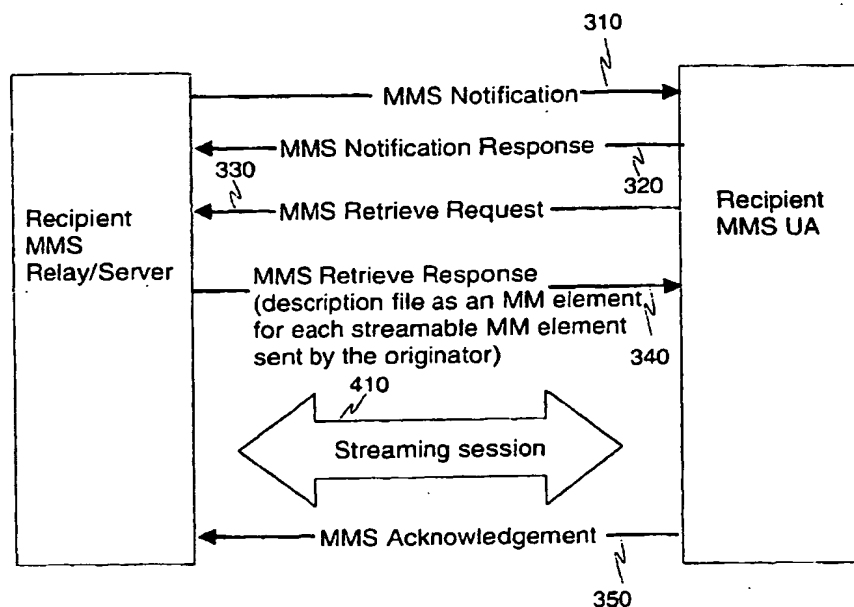 310
MMS Notification
MMS Notification Response
330
320
MMS Retrieve Request
Recipient
MMS
Relay/Server
Recipient
MMS UA
MMS Retrieve Response
(description file as an MM element
for each streamable MM element
sent by the originator)
340
410
Streaming session
MMS Acknowledgement
350